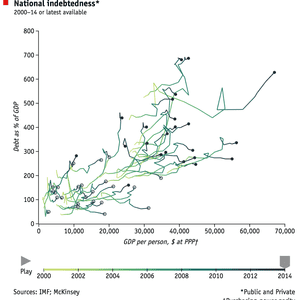 National indebtedness*
2000–14 or latest available
Debt as % of GDP
800
700
600
500
400
300
200
100
0
0 10,000 20,000 30,000 40,000 50,000 60,000 70,000
GDP per person, $ at PPP†
Play
2000 2002 2004 2006 2008 2010 2012 2014
Sources: IMF; McKinsey
*Public and Private